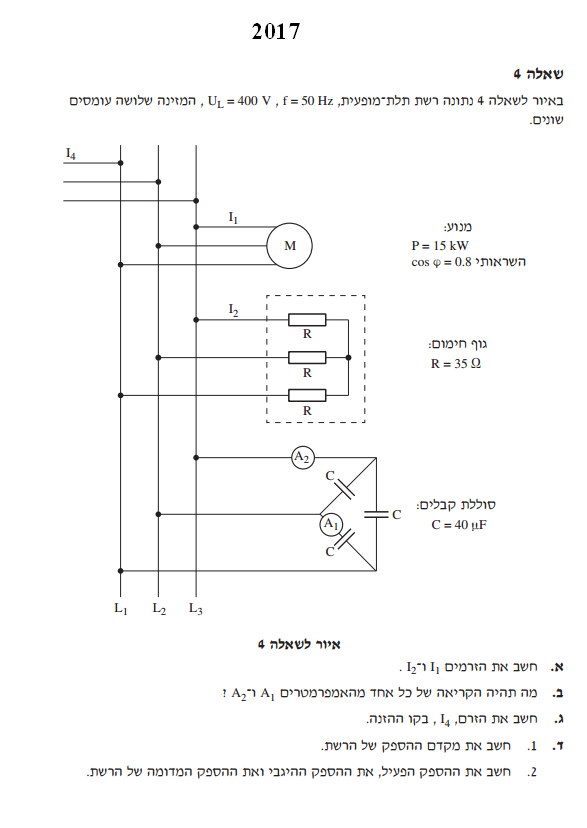 2017
שאלה 4
באיור לשאלה 4 נתונה רשת תלת־מופעית, UL = 400 V , f = 50 Hz , המזינה שלושה עומסים
שונים.
I4
I1
M
מנוע:
P = 15 kW
cos φ = 0.8 השראותי
I2
R
R
R
גוף חימום:
R = 35 Ω
A2
C
A1
C
C
סוללת קבלים:
C = 40 μF
L1 L2 L3
איור לשאלה 4
א. חשב את הזרמים I1 ו־I2 .
ב. מה תהיה הקריאה של כל אחד מהאמפרמטרים A1 ו־A2 ?
ג. חשב את הזרם, I4 , בקו ההזנה.
ד. 1. חשב את מקדם ההספק של הרשת.
2. חשב את ההספק הפעיל, את ההספק ההיגבי ואת ההספק המדומה של הרשת.